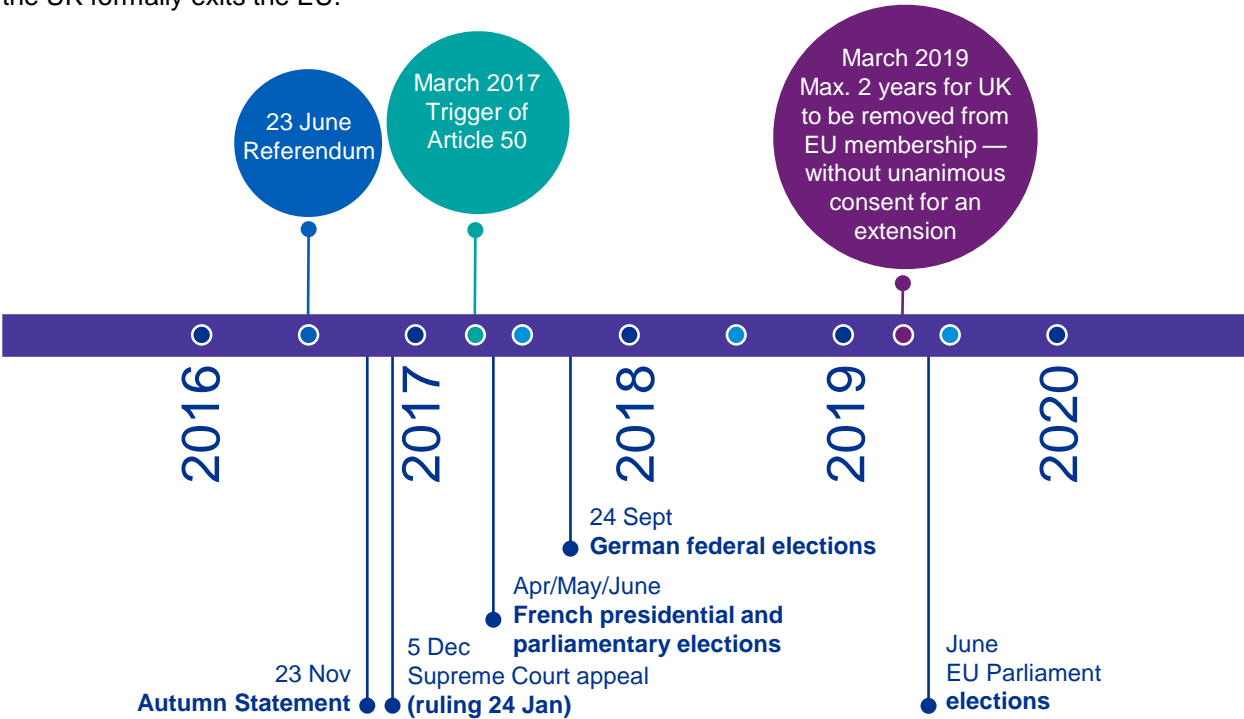 the UK formally exits the EU.
23 June
Referendum
March 2017
Trigger of
Article 50
March 2019
Max. 2 years for UK
to be removed from
EU membership —
without unanimous
consent for an
extension
2016
2017
2018
2019
2020
24 Sept
German federal elections
Apr/May/June
French presidential and
parliamentary elections
23 Nov
Autumn Statement
5 Dec
Supreme Court appeal
(ruling 24 Jan)
June
EU Parliament
elections